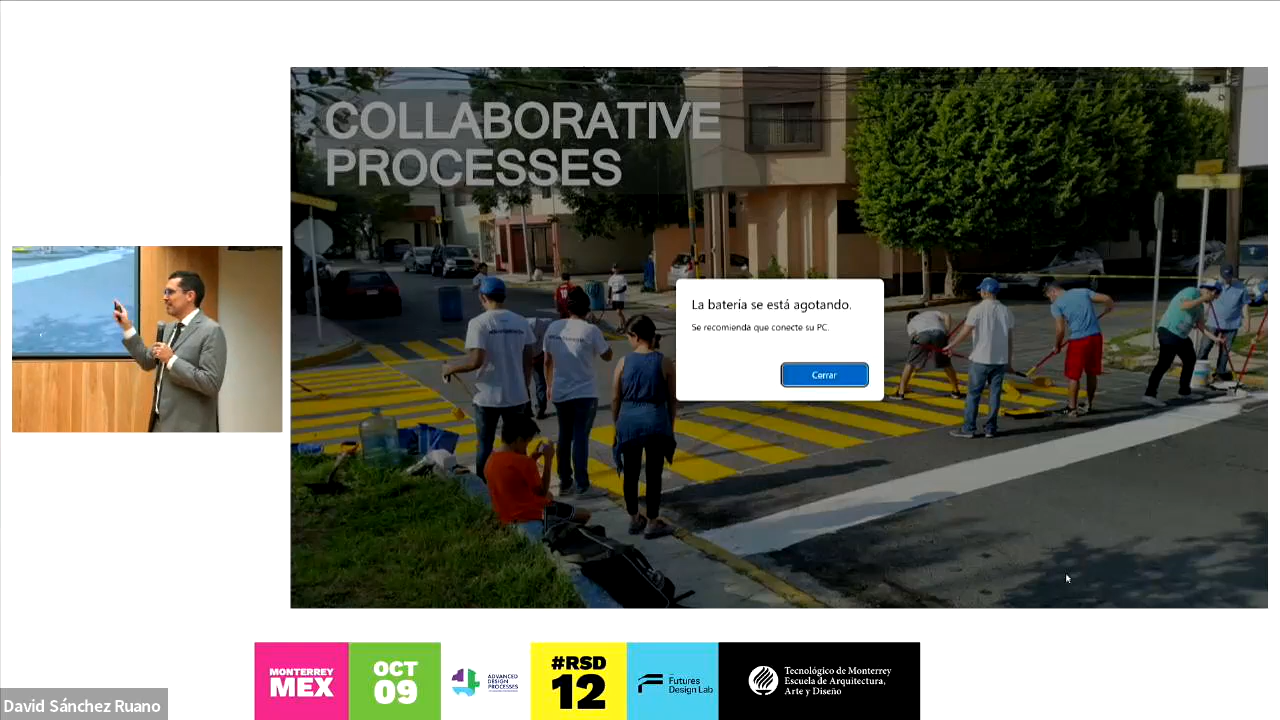 COLLABORATIVE
PROCESSES
La batería se está agotando.
Se recomienda que conecte su PC.
Cerrar
MONTERREY
MEX
OCT
09
ADVANCED
DESIGN
PROCESSES
#RSD
12
Futures
Design Lab
Tecnológico de Monterrey
Escuela de Arquitectura,
Arte y Diseño
David Sánchez Ruano